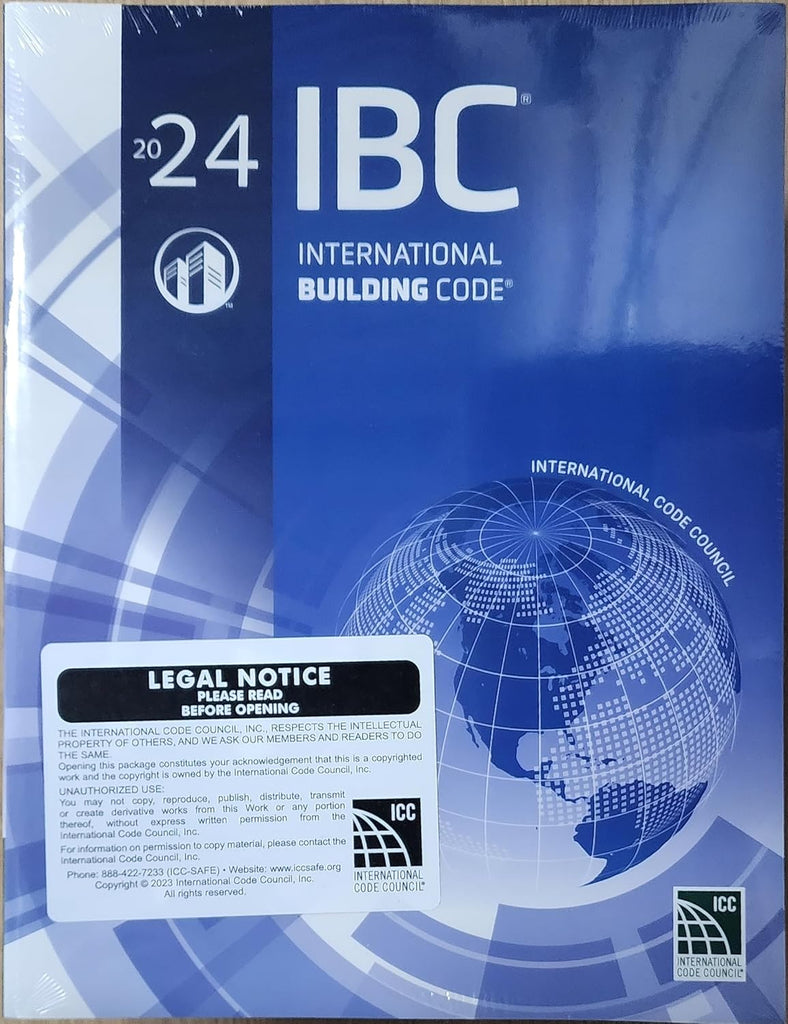 2024
IBC®
INTERNATIONAL
BUILDING CODE®
™
INTERNATIONAL CODE COUNCIL
LEGAL NOTICE
PLEASE READ
BEFORE OPENING
THE INTERNATIONAL CODE COUNCIL, INC., RESPECTS THE INTELLECTUAL
PROPERTY OF OTHERS, AND WE ASK OUR MEMBERS AND READERS TO DO
THE SAME.
Opening this package constitutes your acknowledgement that this is a copyrighted
work and the copyright is owned by the International Code Council, Inc.
UNAUTHORIZED USE:
You may not copy, reproduce, publish, distribute, transmit
or create derivative works from this Work or any portion
thereof, without express written permission from the
International Code Council, Inc.
For information on permission to copy material, please contact the
International Code Council, Inc.
Phone: 888-422-7233 (ICC-SAFE) • Website: www.iccsafe.org
Copyright © 2023 International Code Council, Inc.
All rights reserved.
ICC
INTERNATIONAL
CODE COUNCIL®
ICC
INTERNATIONAL
CODE COUNCIL®